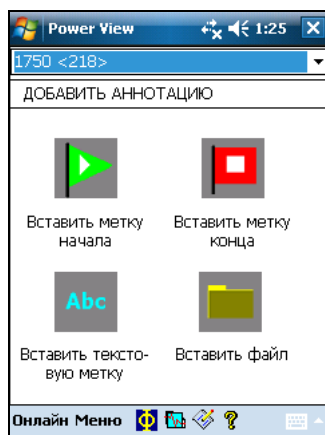 Power View 1:25
1750 <218>
ДОБАВИТЬ АННОТАЦИЮ
Вставить метку начала
Вставить метку конца
Abc
Вставить тексто-
вую метку
Вставить файл
Онлайн Меню